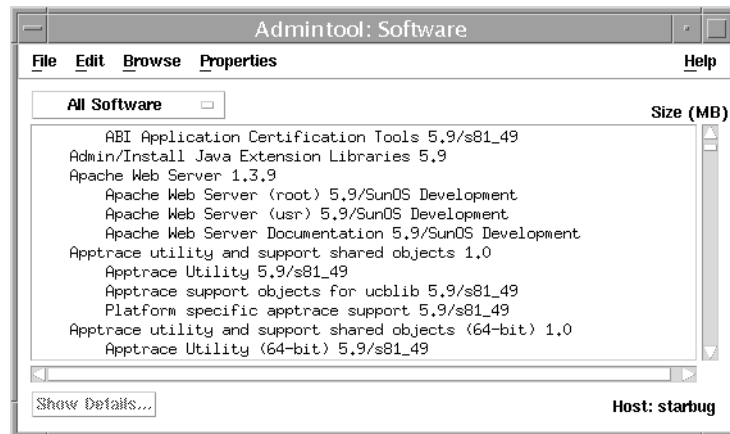 Admintool: Software
File Edit Browse Properties Help
All Software
Size (MB)
ABI Application Certification Tools 5.9/s81_49
Admin/Install Java Extension Libraries 5.9
Apache Web Server 1.3.9
Apache Web Server (root) 5.9/SunOS Development
Apache Web Server (usr) 5.9/SunOS Development
Apache Web Server Documentation 5.9/SunOS Development
Apptrace utility and support shared objects 1.0
Apptrace Utility 5.9/s81_49
Apptrace support objects for ucblib 5.9/s81_49
Platform specific apptrace support 5.9/s81_49
Apptrace utility and support shared objects (64-bit) 1.0
Apptrace Utility (64-bit) 5.9/s81_49
Show Details...
Host: starbug